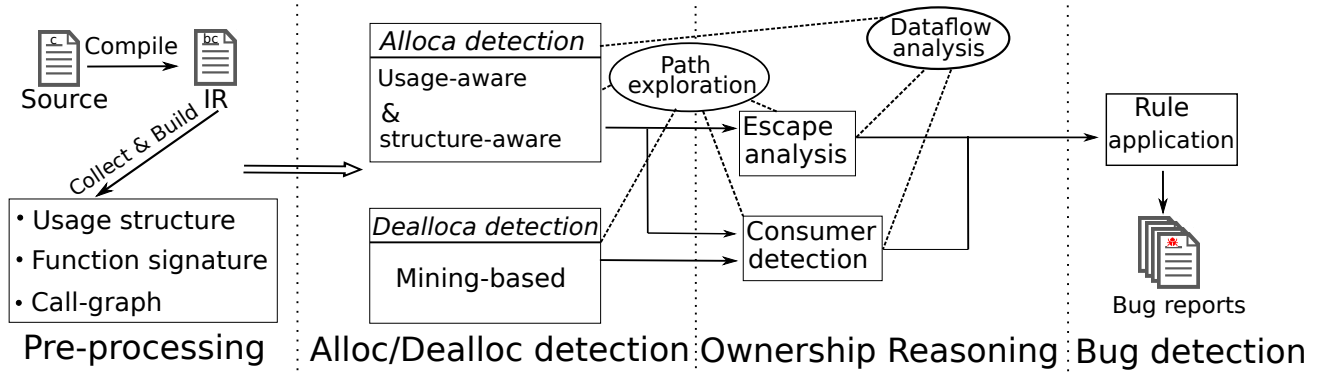 c
Compile
bc
Source
IR
Collect & Build
• Usage structure
• Function signature
• Call-graph
Pre-processing
Alloca detection
Usage-aware
&
structure-aware
Dealloca detection
Mining-based
Alloc/Dealloc detection
Path
exploration
Dataflow
analysis
Escape
analysis
Consumer
detection
Ownership Reasoning
Rule
application
Bug reports
Bug detection